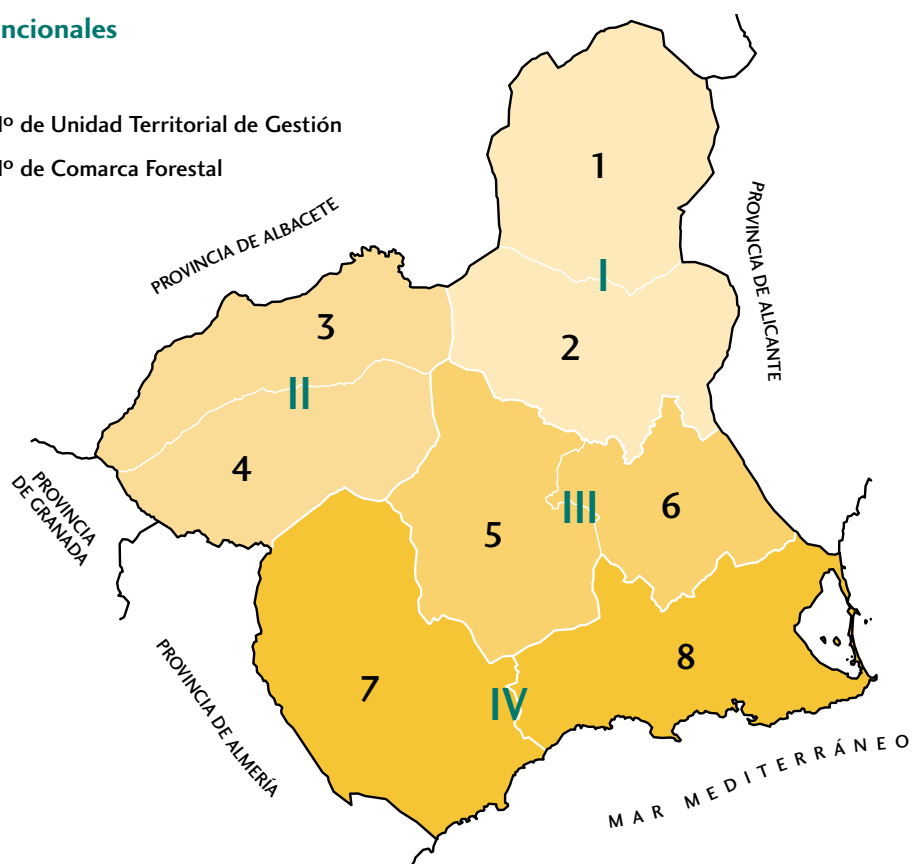 ncionales
º de Unidad Territorial de Gestión
º de Comarca Forestal
1
PROVINCIA DE ALBACETE
PROVINCIA DE ALICANTE
I
3
2
II
4
PROVINCIA
DE GRANADA
III
6
5
8
7
IV
PROVINCIA DE ALMERÍA
MAR MEDITERRÁNEO